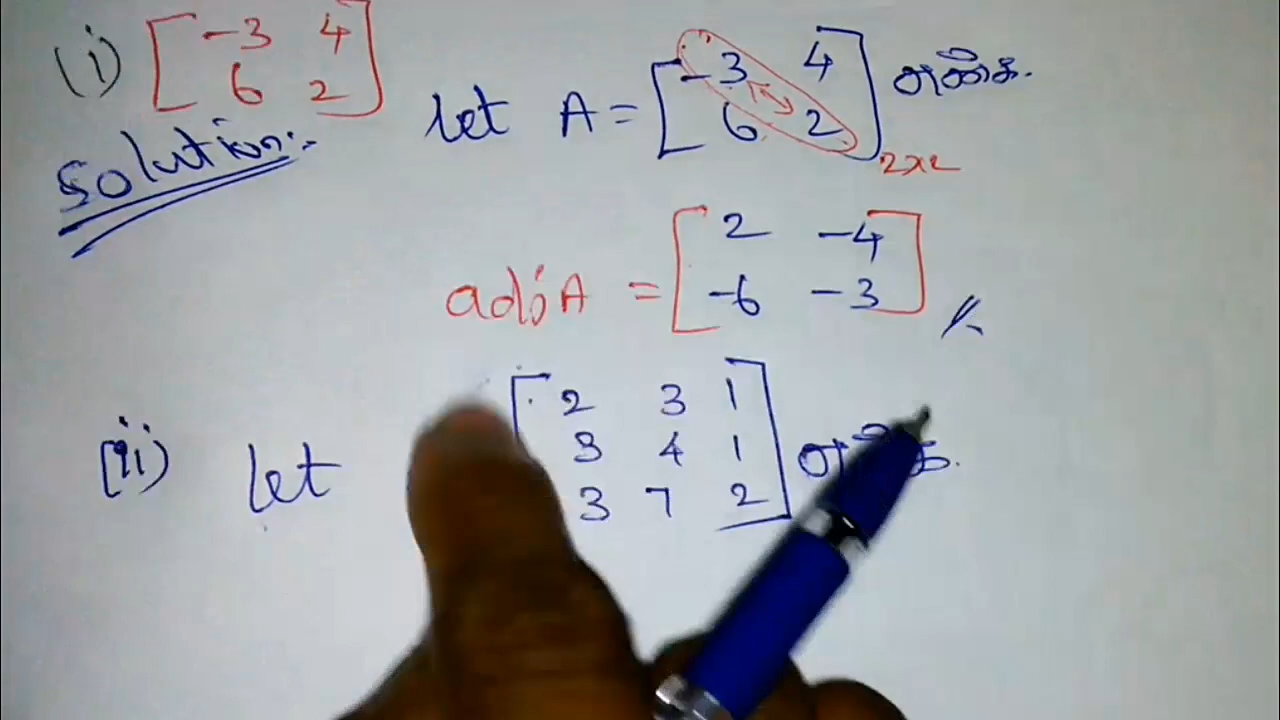 (i) [ -3 4
6 2 ]
Solution:-
let A = [ -3 4
6 2 ] 2x2 என்க.
adj A = [ 2 -4
-6 -3 ]
(ii) let [ 2 3 1
3 4 1
3 7 2 ]